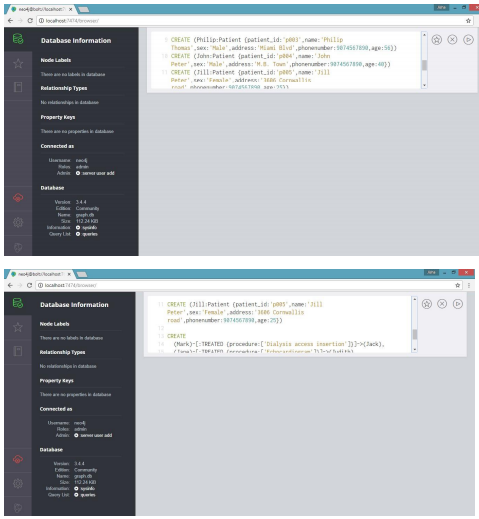 neo4j@bolt://localhost:7
Jisha
localhost:7474/browser/
Database Information
Node Labels
There are no labels in database
Relationship Types
No relationships in database
Property Keys
There are no properties in database
Connected as
Username: neo4j
Roles: admin
Admin: :server user add
Database
Version: 3.4.4
Edition: Community
Name: graph.db
Size: 112.24 KiB
Information: :sysinfo
Query List: :queries
9 CREATE (Philip:Patient {patient_id:'p003',name:'Philip
Thomas',sex:'Male',address:'Miami Blvd',phonenumber:9074567890,age:56})
10 CREATE (John:Patient {patient_id:'p004',name:'John
Peter',sex:'Male',address:'M.B. Town',phonenumber:9074567890,age:40})
11 CREATE (Jill:Patient {patient_id:'p005',name:'Jill
Peter',sex:'Female',address:'3606 Cornwallis
road',phonenumber:9074567890,age:25})
neo4j@bolt://localhost:7
localhost:7474/browser/
Database Information
Node Labels
There are no labels in database
Relationship Types
No relationships in database
Property Keys
There are no properties in database
Connected as
Username: neo4j
Roles: admin
Admin: :server user add
Database
Version: 3.4.4
Edition: Community
Name: graph.db
Size: 112.24 KiB
Information: :sysinfo
Query List: :queries
11 CREATE (Jill:Patient {patient_id:'p005',name:'Jill
Peter',sex:'Female',address:'3606 Cornwallis
road',phonenumber:9874567890,age:25})
12
13 CREATE
14 (Mark)-[:TREATED {procedure:['Dialysis access insertion']}]->(Jack),
15 (Jane)-[:TREATED {procedure:['Echocardiogram']}]->(Judith)